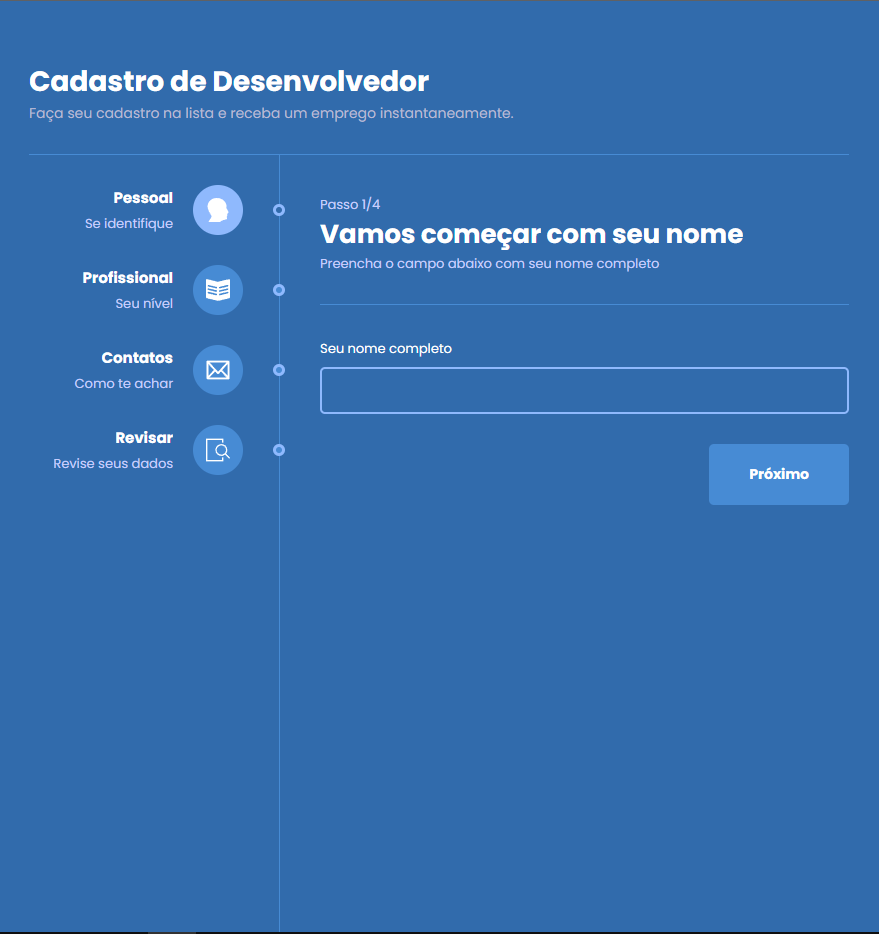 Cadastro de Desenvolvedor
Faça seu cadastro na lista e receba um emprego instantaneamente.
Pessoal
Se identifique
Profissional
Seu nível
Contatos
Como te achar
Revisar
Revise seus dados
Passo 1/4
Vamos começar com seu nome
Preencha o campo abaixo com seu nome completo
Seu nome completo
Próximo